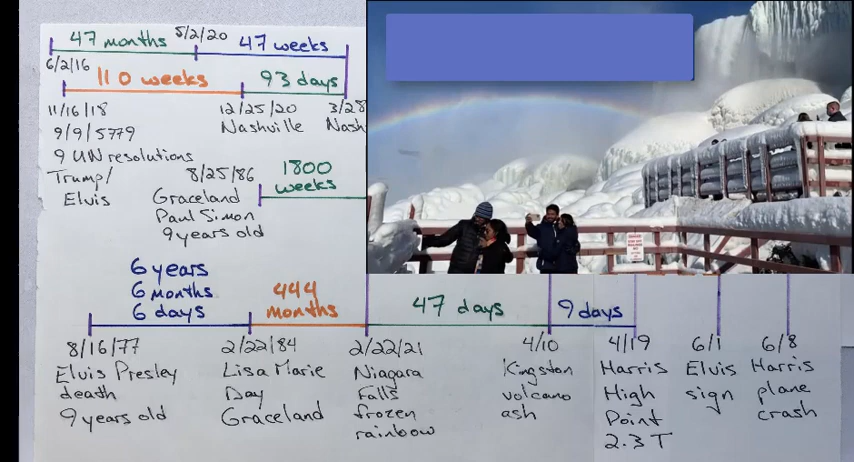 47 months 5/2/20 47 weeks
6/2/16
110 weeks 93 days
11/16/18 12/25/20 3/28
9/9/5779 Nashville Nash
9 UN resolutions
Trump/ 8/25/86 1800
Elvis Graceland weeks
Paul Simon
9 years old
6 years
6 months 444
6 days months 47 days 9 days
8/16/77 2/22/84 2/22/21 4/10 4/19 6/1 6/8
Elvis Presley Lisa Marie Niagara Kingston Harris Elvis Harris
death Day Falls volcano High sign plane
9 years old Graceland frozen ash Point crash
rainbow 2.3 T